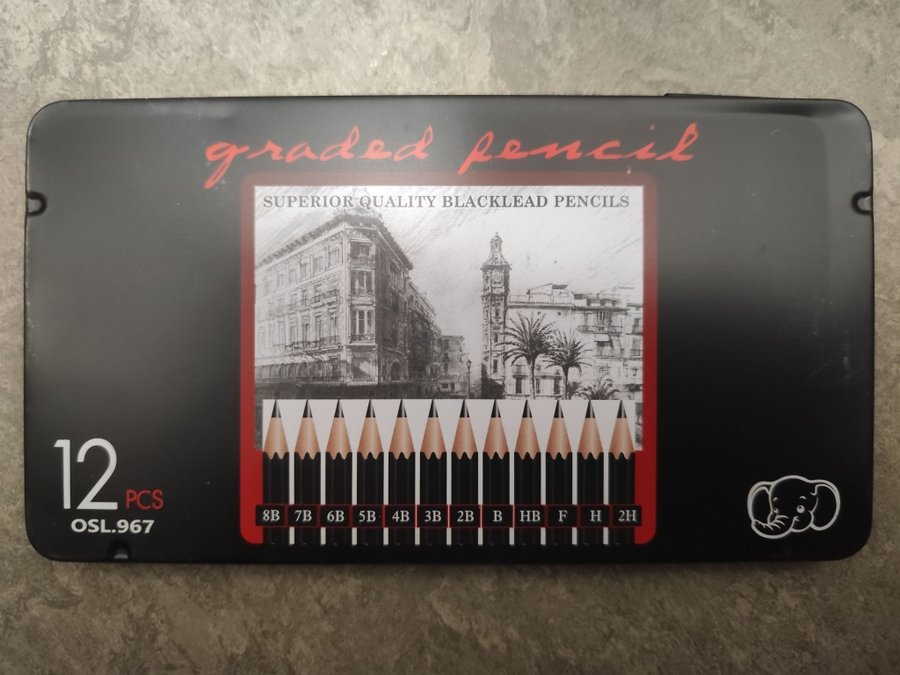 graded pencil
SUPERIOR QUALITY BLACKLEAD PENCILS
8B 7B 6B 5B 4B 3B 2B B HB F H 2H
12 PCS
OSL.967